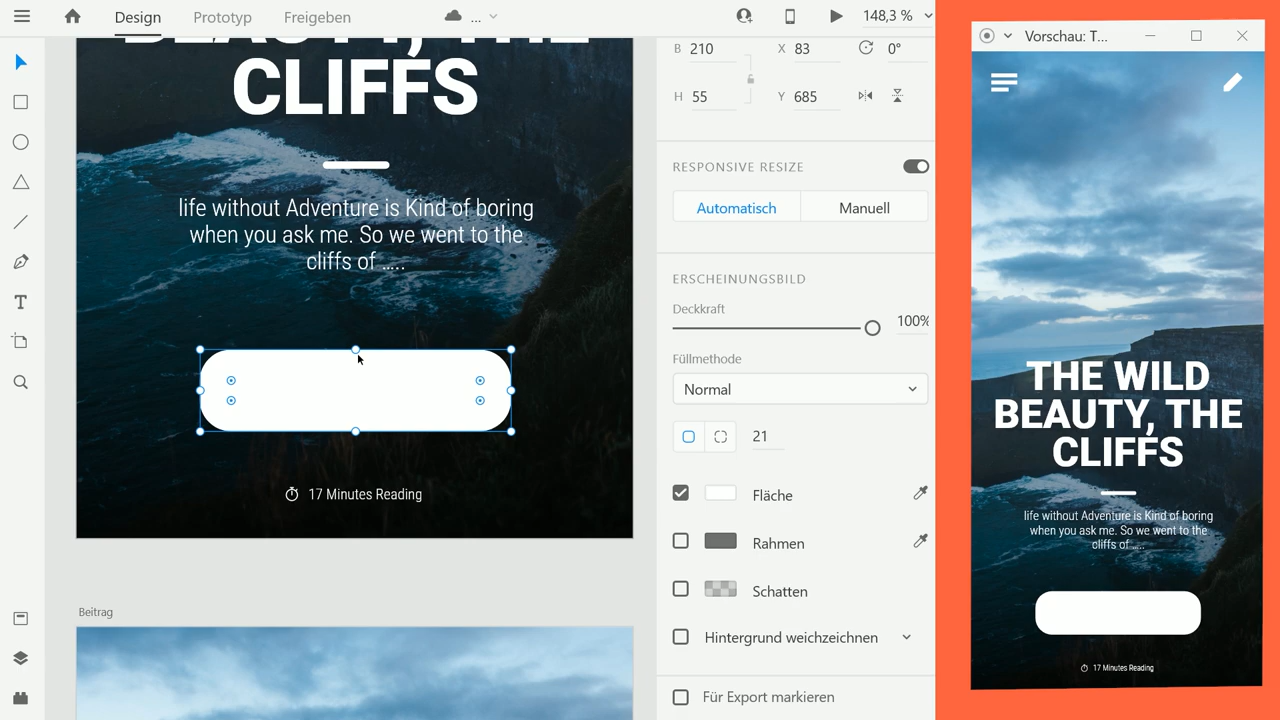 Design
Prototyp
Freigeben
...
148,3 %
B 210
X 83
0°
H 55
Y 685
RESPONSIVE RESIZE
Automatisch
Manuell
ERSCHEINUNGSBILD
Deckkraft
100%
Füllmethode
Normal
21
Fläche
Rahmen
Schatten
Hintergrund weichzeichnen
Für Export markieren
BEAUTY, THE
CLIFFS
life without Adventure is Kind of boring
when you ask me. So we went to the
cliffs of .....
17 Minutes Reading
Beitrag
Vorschau: T...
THE WILD
BEAUTY, THE
CLIFFS
life without Adventure is Kind of boring
when you ask me. So we went to the
cliffs of .....
17 Minutes Reading